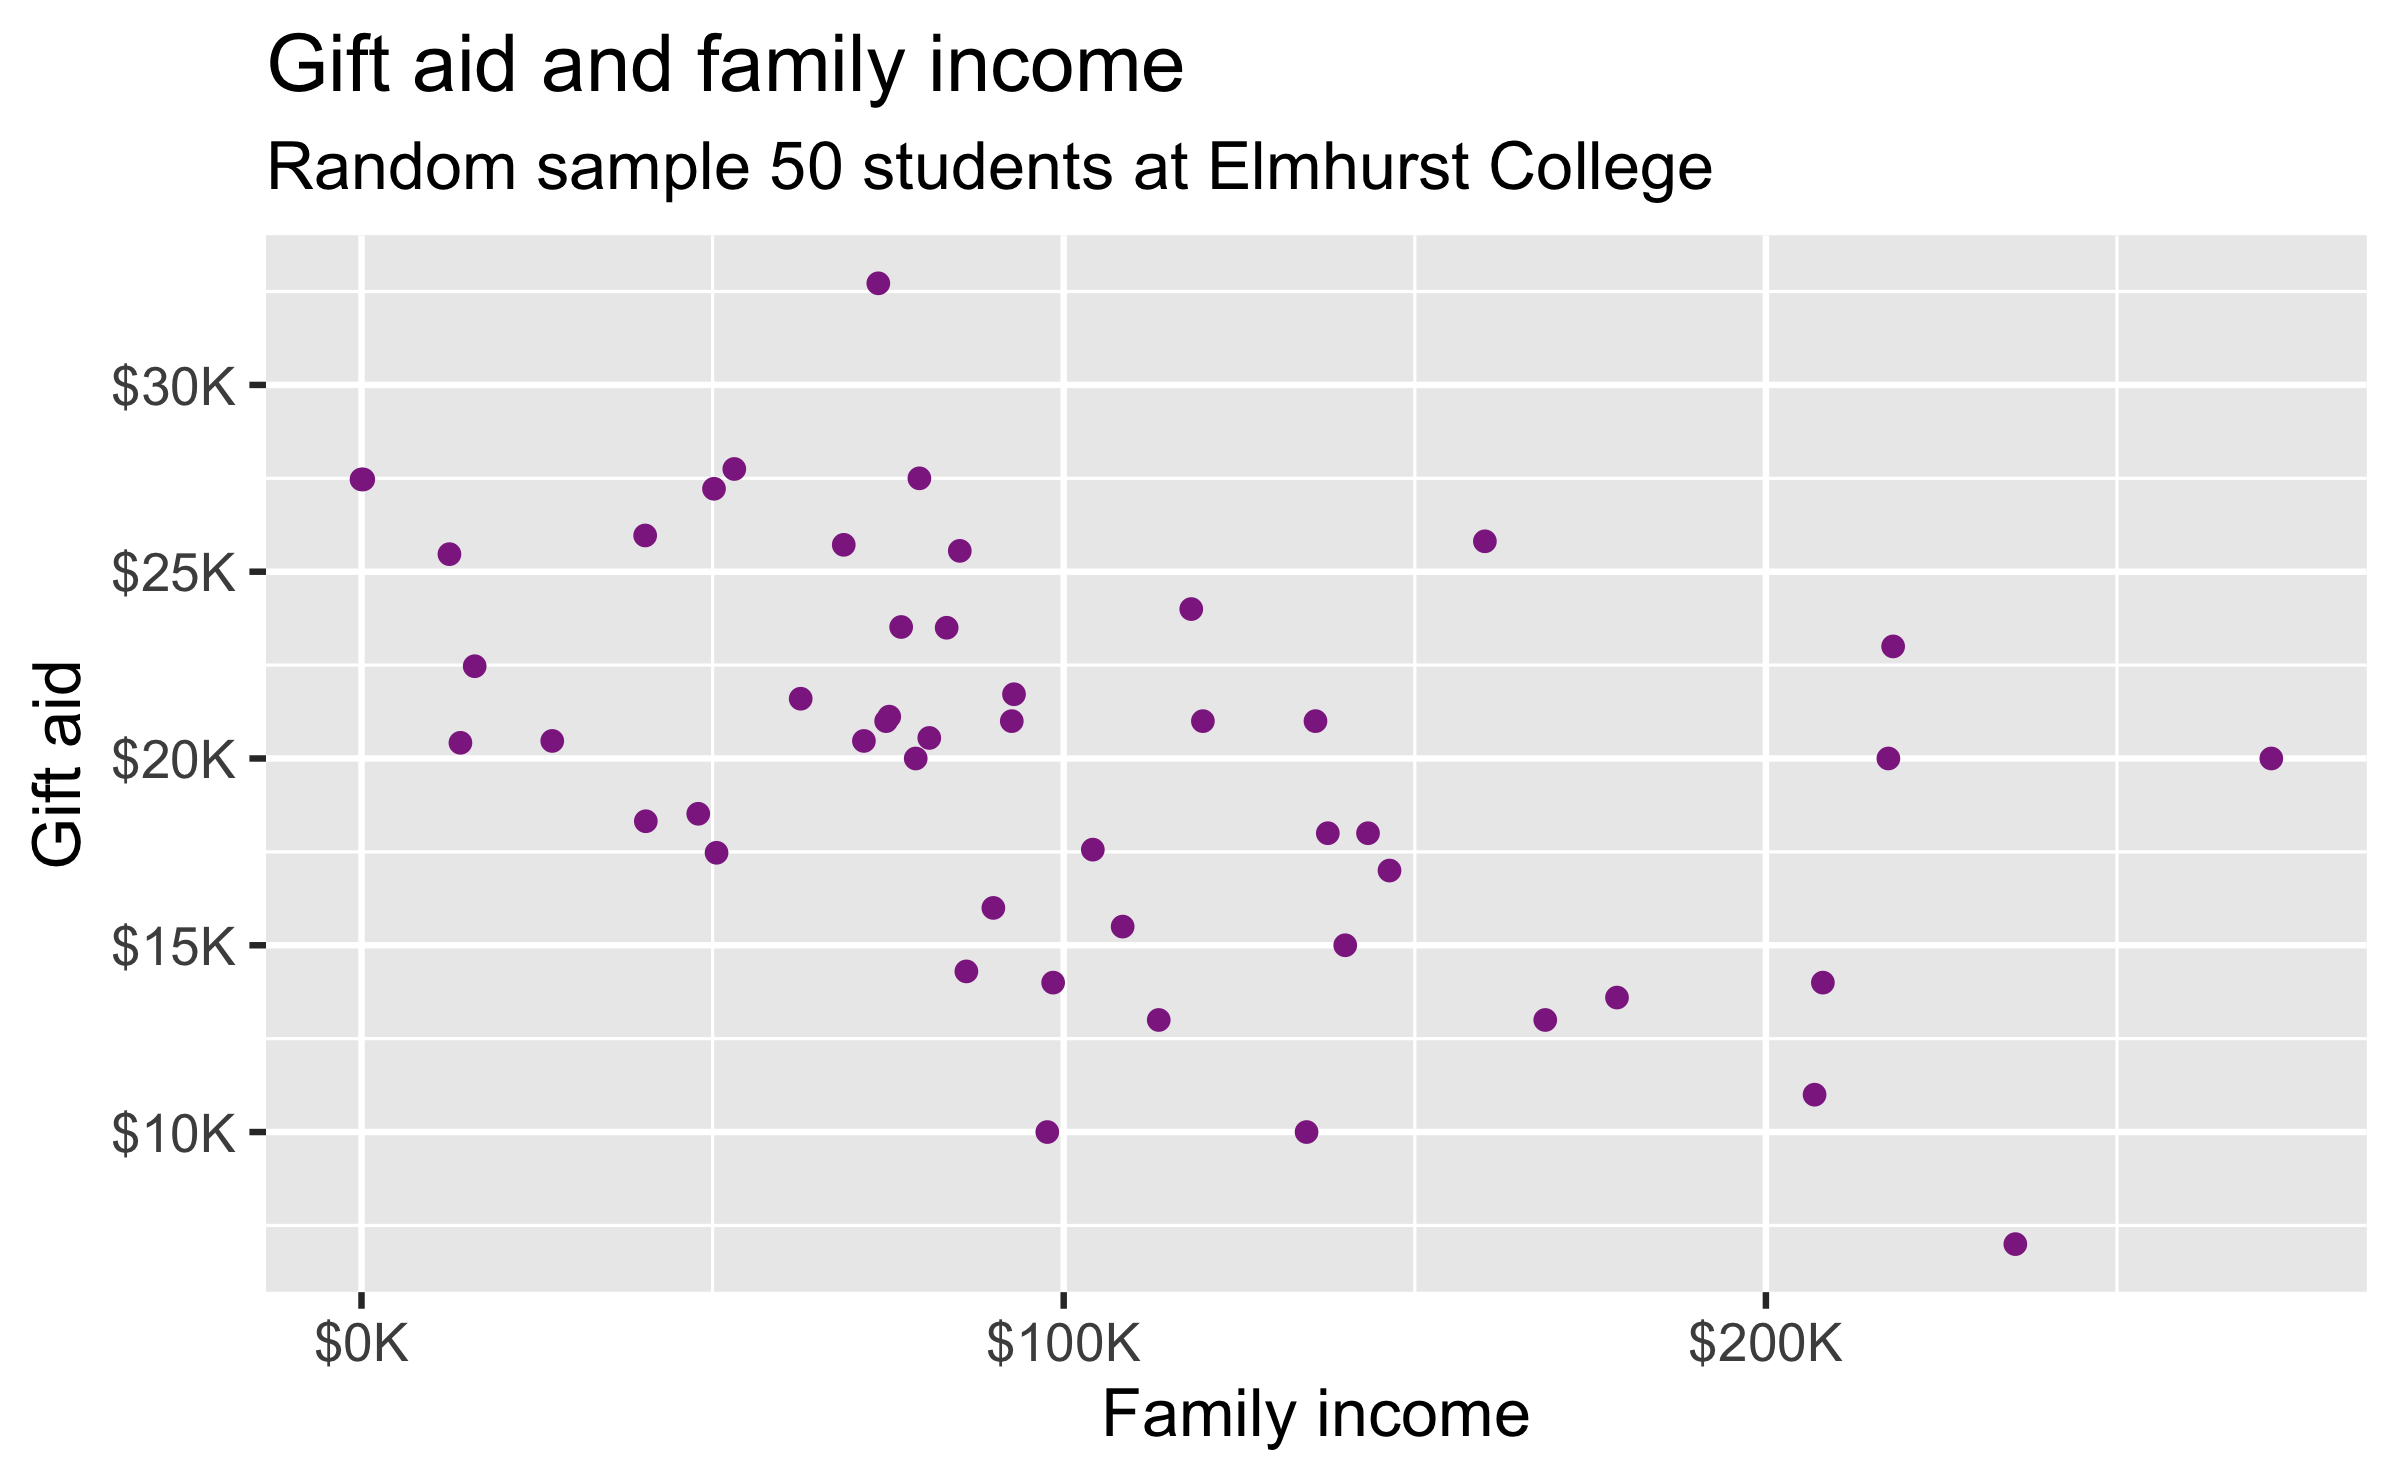 Gift aid and family income
Random sample 50 students at Elmhurst College
Gift aid
$30K
$25K
$20K
$15K
$10K
$0K
$100K
$200K
Family income